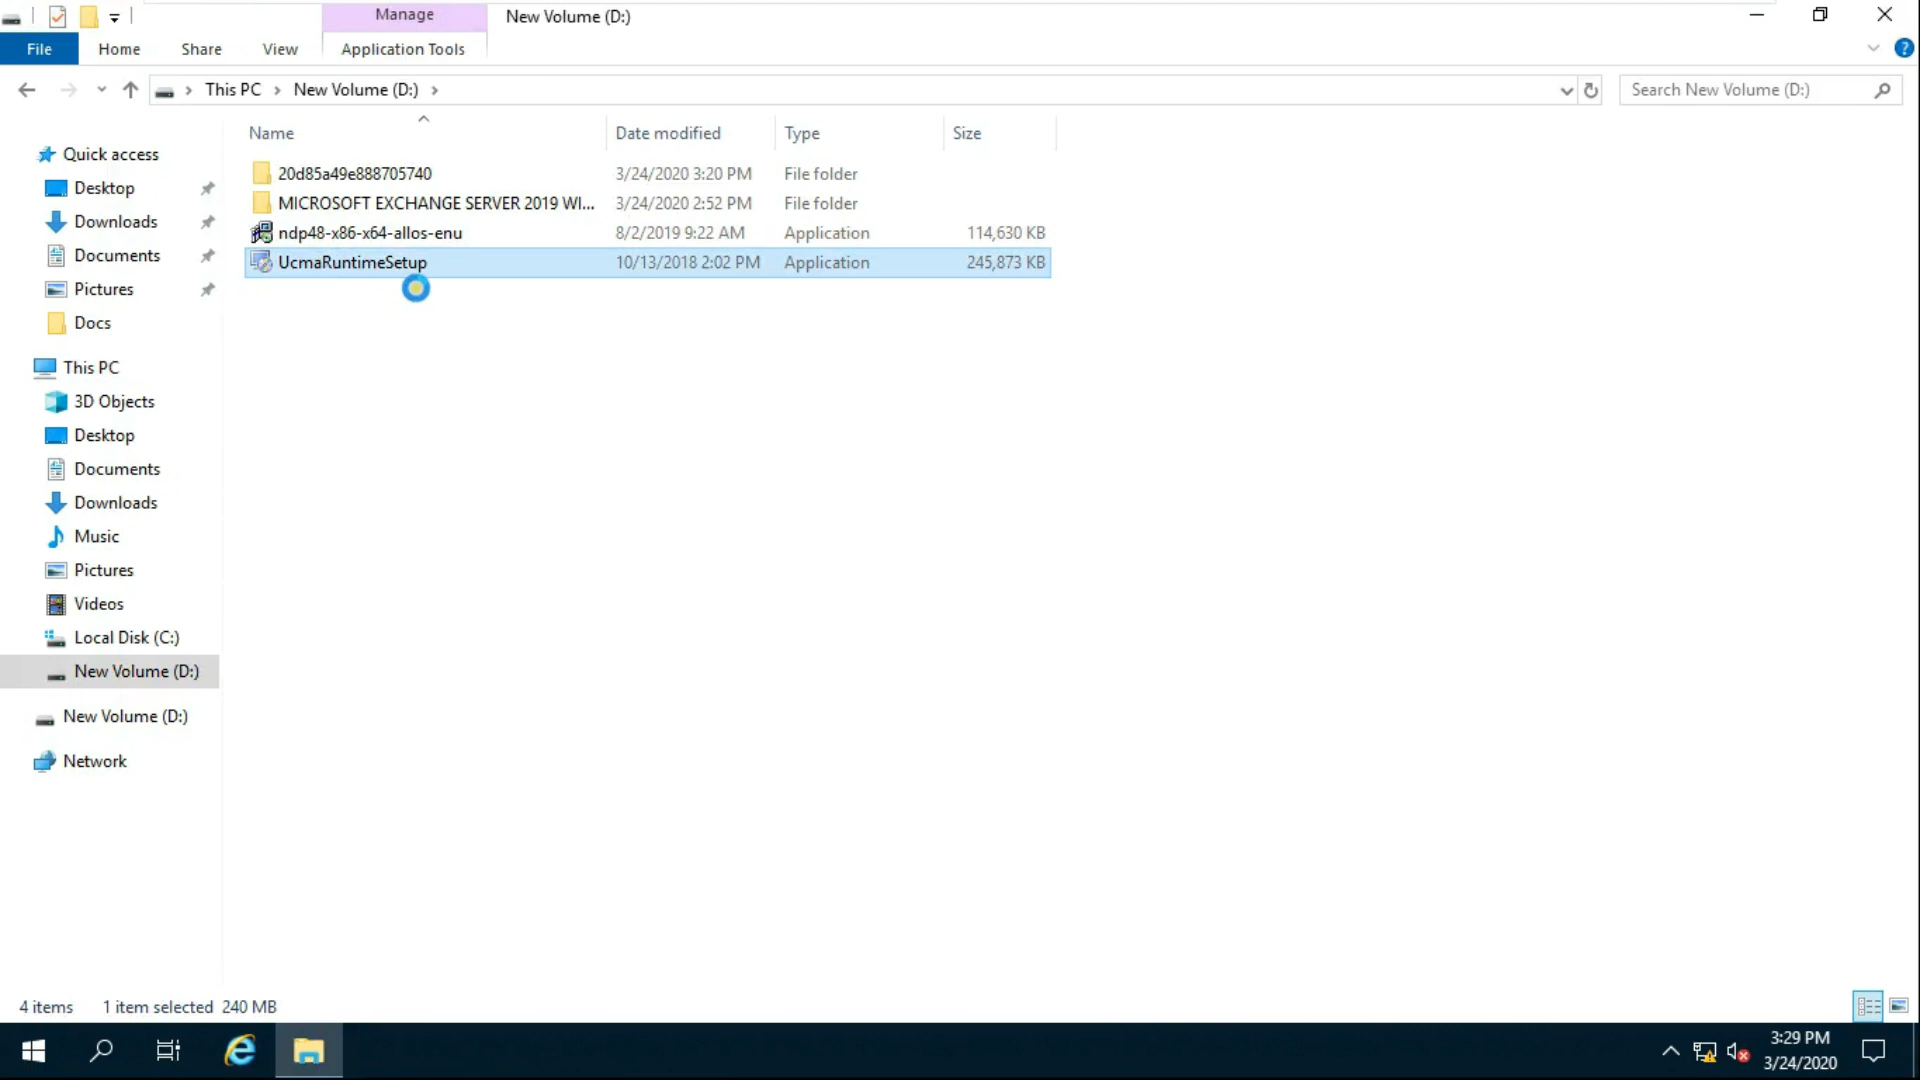 Manage
New Volume (D:)
File
Home
Share
View
Application Tools
This PC
New Volume (D:)
Search New Volume (D:)
Name
Date modified
Type
Size
20d85a49e888705740 3/24/2020 3:20 PM File folder
MICROSOFT EXCHANGE SERVER 2019 WI... 3/24/2020 2:52 PM File folder
ndp48-x86-x64-allos-enu 8/2/2019 9:22 AM Application 114,630 KB
UcmaRuntimeSetup 10/13/2018 2:02 PM Application 245,873 KB
Quick access
Desktop
Downloads
Documents
Pictures
Docs
This PC
3D Objects
Desktop
Documents
Downloads
Music
Pictures
Videos
Local Disk (C:)
New Volume (D:)
New Volume (D:)
Network
4 items
1 item selected 240 MB
3:29 PM
3/24/2020